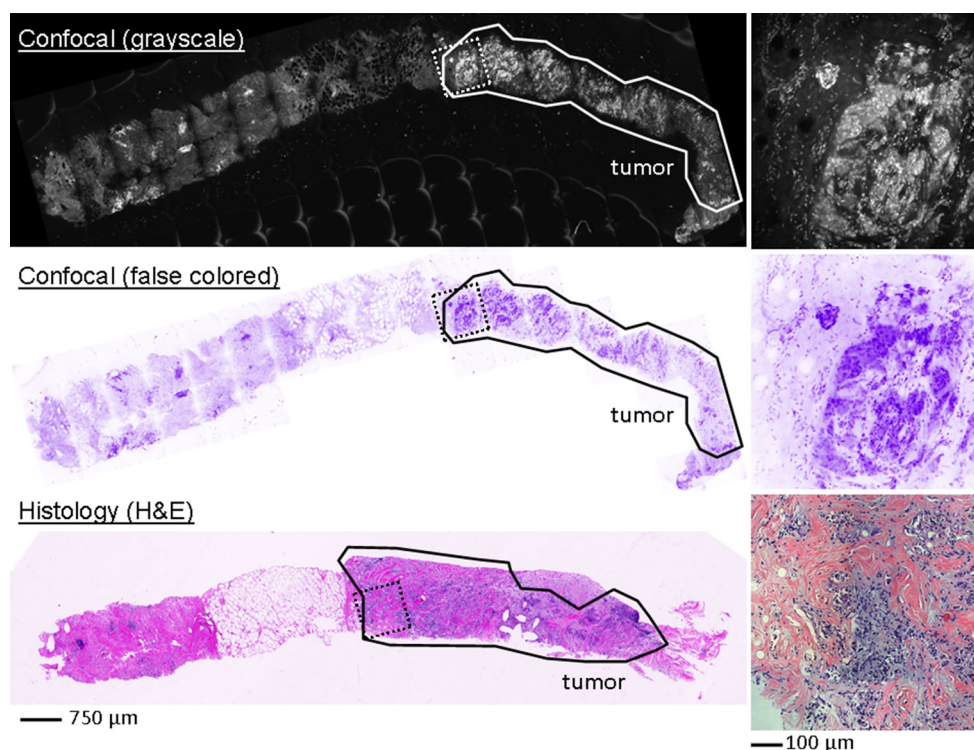 Confocal (grayscale)
tumor
Confocal (false colored)
tumor
Histology (H&E)
tumor
750 µm
100 µm